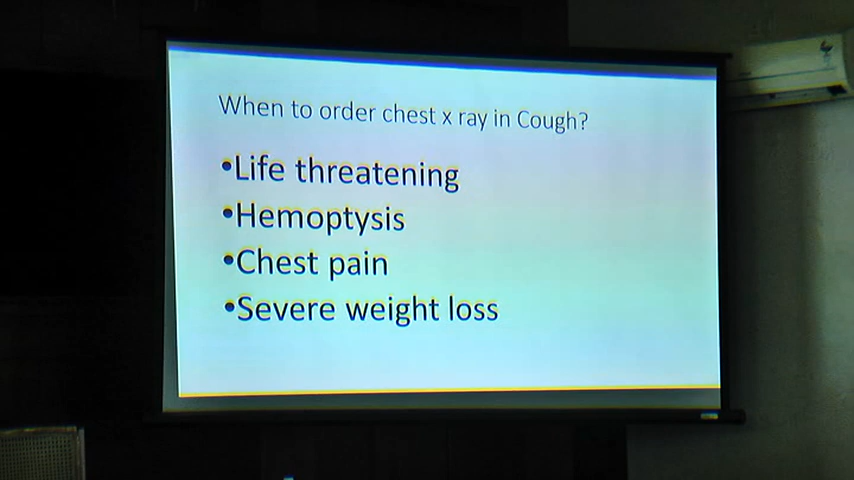 When to order chest x ray in Cough?
•Life threatening
•Hemoptysis
•Chest pain
•Severe weight loss